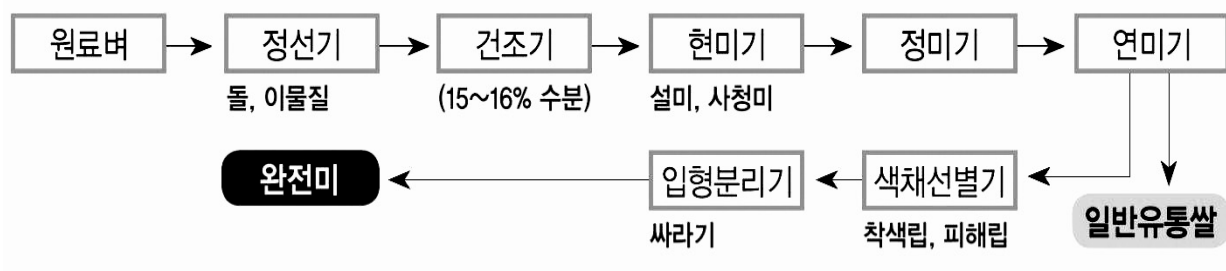 원료벼
정선기
건조기
현미기
정미기
연미기
돌, 이물질
(15~16% 수분)
설미, 사청미
완전미
입형분리기
색채선별기
일반유통쌀
싸라기
착색립, 피해립